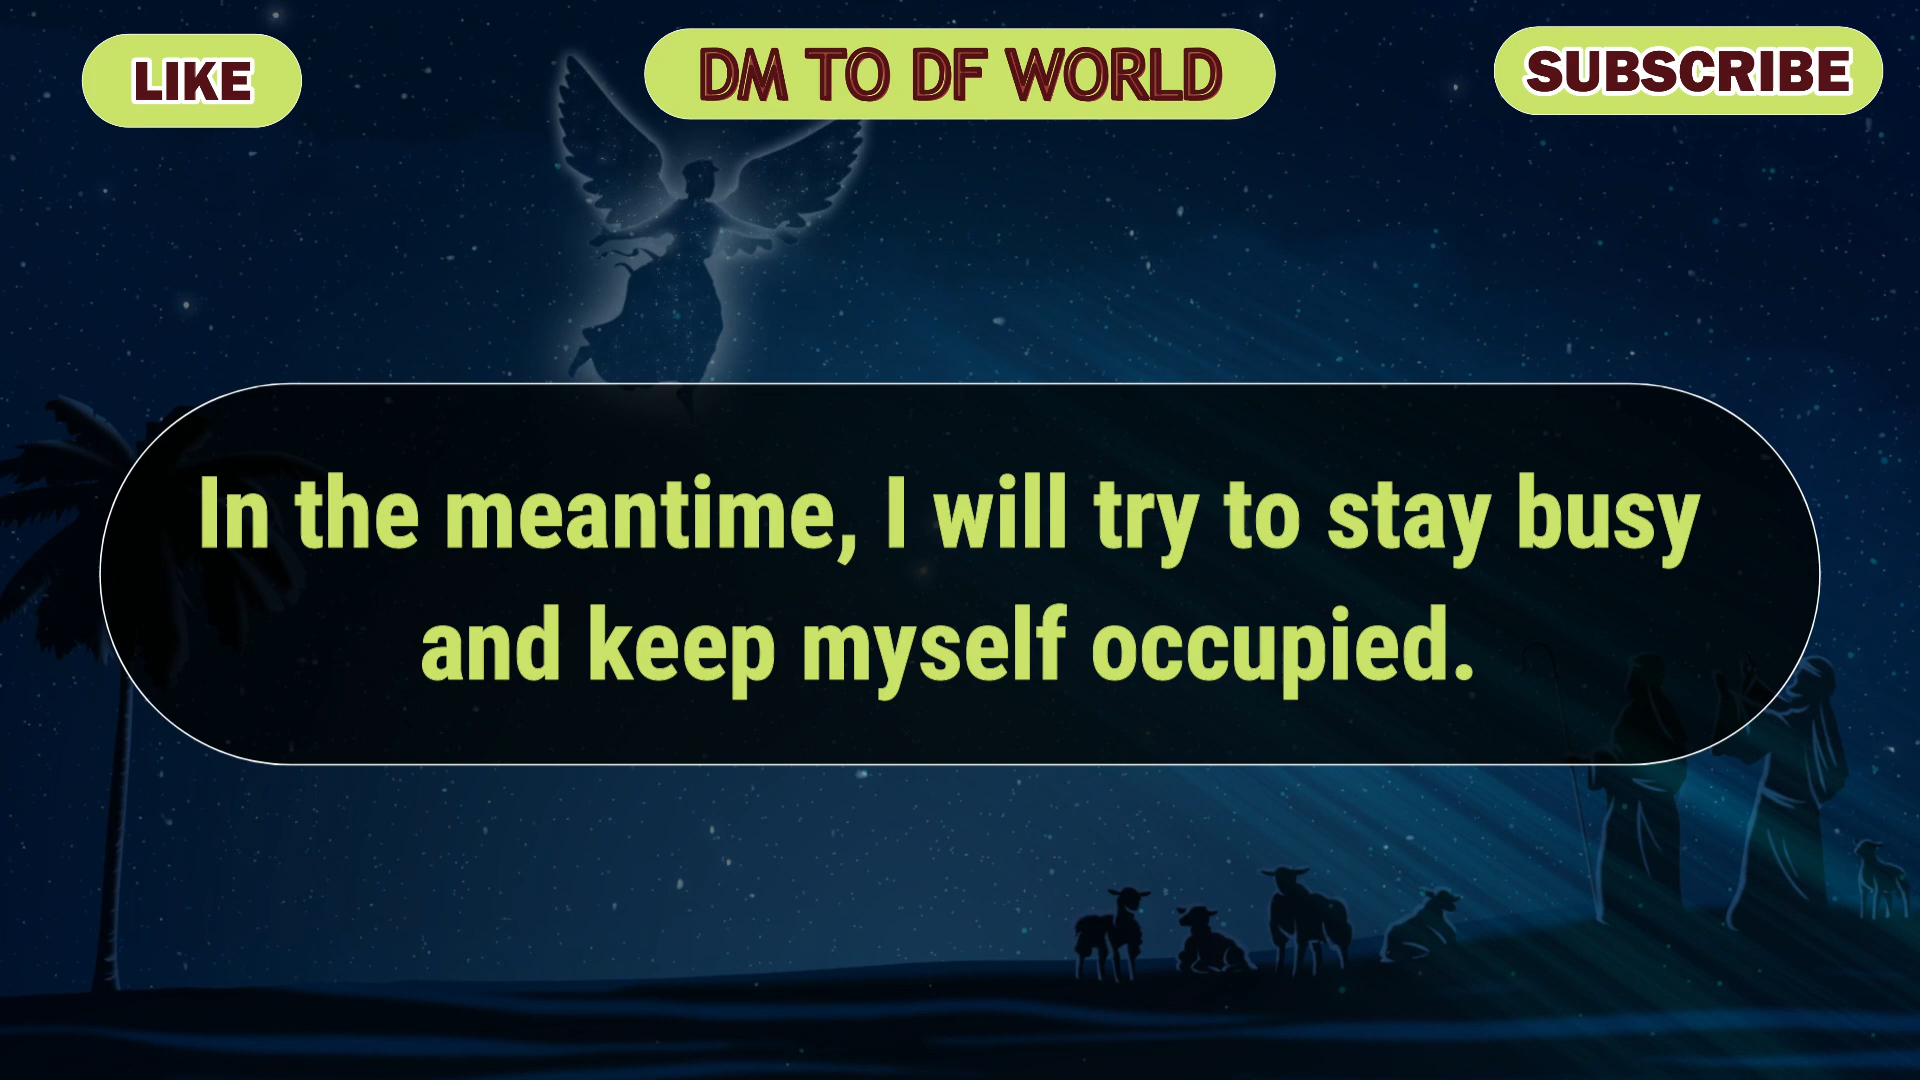 LIKE
DM TO DF WORLD
SUBSCRIBE
In the meantime, I will try to stay busy
and keep myself occupied.